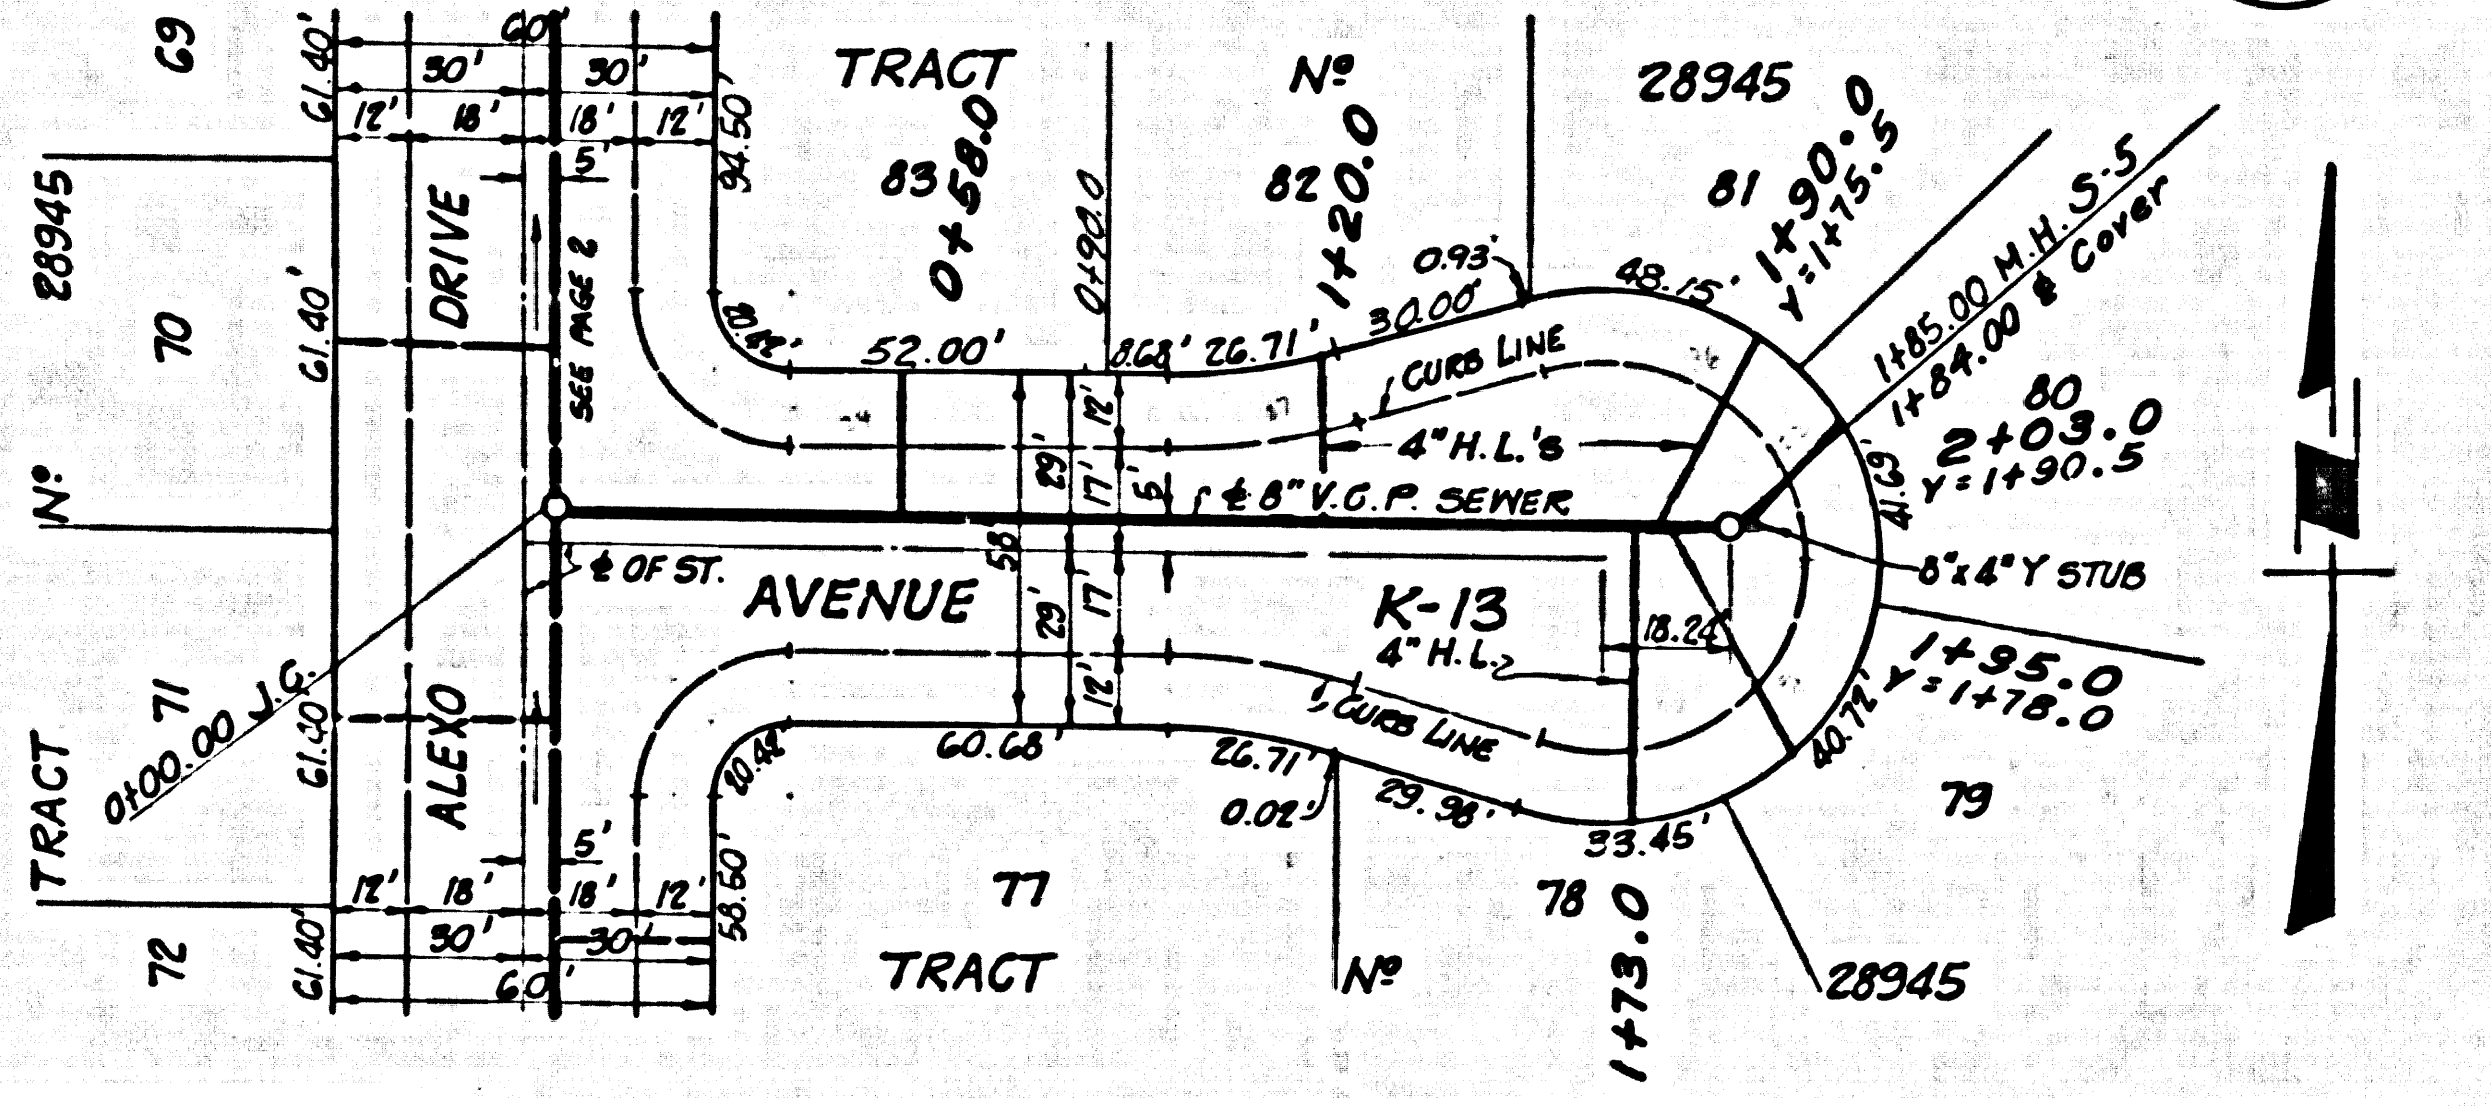 69
61.40'
60'
30'
30'
12'
18'
18'
12'
5'
94.50'
TRACT
Nº
28945
83
0+58.0
0+90.0
82
1+20.0
81
1+90.0
Y=1+75.5
28945
DRIVE
SEE PAGE 2
70
61.40'
20.42'
52.00'
8.68'
26.71'
30.00'
0.93'
48.15'
CURB LINE
1+85.00 M.H. S-5
1+84.00 ℄ Cover
80
2+03.0
Y=1+90.5
Nº
12'
29'
17'
5'
4" H.L.'s
41.69'
℄ 8" V.C.P. SEWER
℄ OF ST.
58'
AVENUE
29'
17'
12'
K-13
4" H.L.
18.24'
8"x4" Y STUB
1+95.0
Y=1+78.0
71
0+00.00 J.C.
61.40'
TRACT
ALEXO
20.42'
60.68'
26.71'
CURB LINE
0.02'
29.98'
33.45'
40.72'
79
5'
12'
18'
18'
12'
58.50'
30'
30'
60'
72
61.40'
77
78
1+73.0
TRACT
Nº
28945